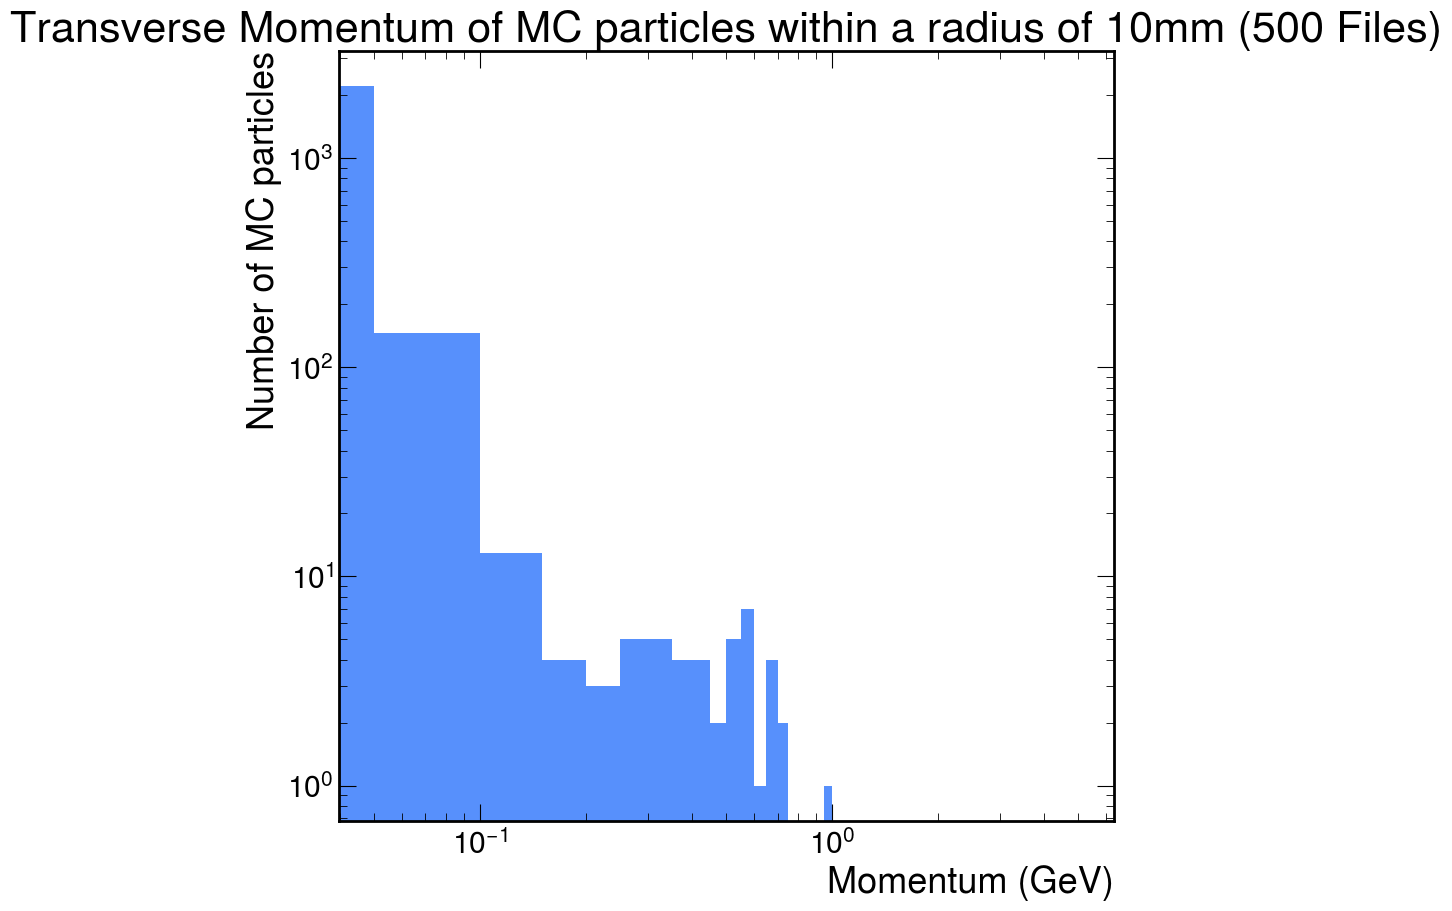 Transverse Momentum of MC particles within a radius of 10mm (500 Files)
Number of MC particles
10³
10²
10¹
10⁰
10⁻¹ 10⁰
Momentum (GeV)